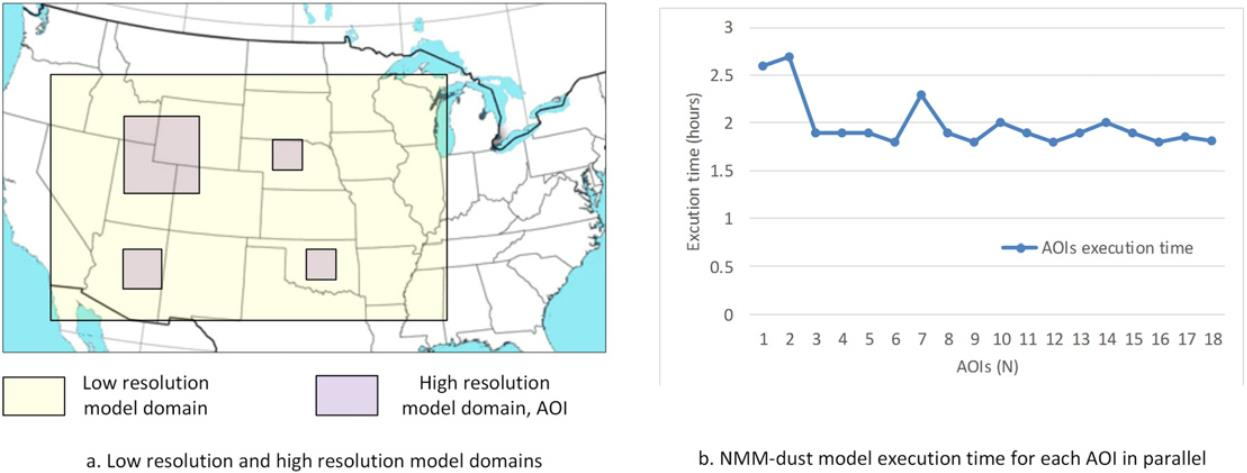 Low resolution
model domain
High resolution
model domain, AOI
a. Low resolution and high resolution model domains
3
2.5
2
1.5
1
0.5
0
Excution time (hours)
AOIs execution time
1 2 3 4 5 6 7 8 9 10 11 12 13 14 15 16 17 18
AOIs (N)
b. NMM-dust model execution time for each AOI in parallel